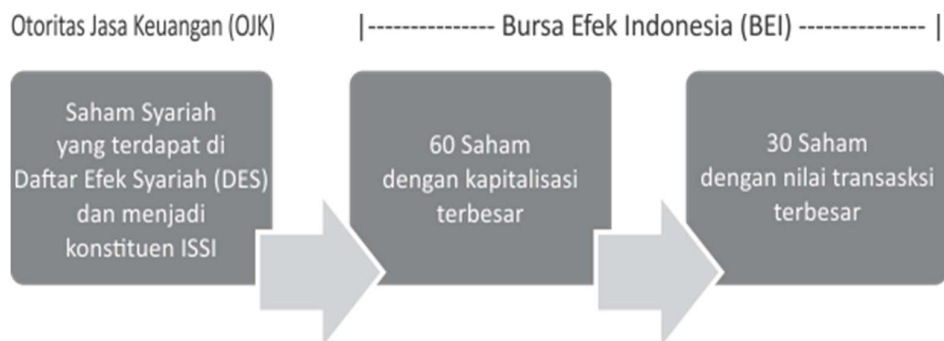 Otoritas Jasa Keuangan (OJK)
|--------------- Bursa Efek Indonesia (BEI) --------------- |
Saham Syariah
yang terdapat di
Daftar Efek Syariah (DES)
dan menjadi
konstituen ISSI
60 Saham
dengan kapitalisasi
terbesar
30 Saham
dengan nilai transasksi
terbesar